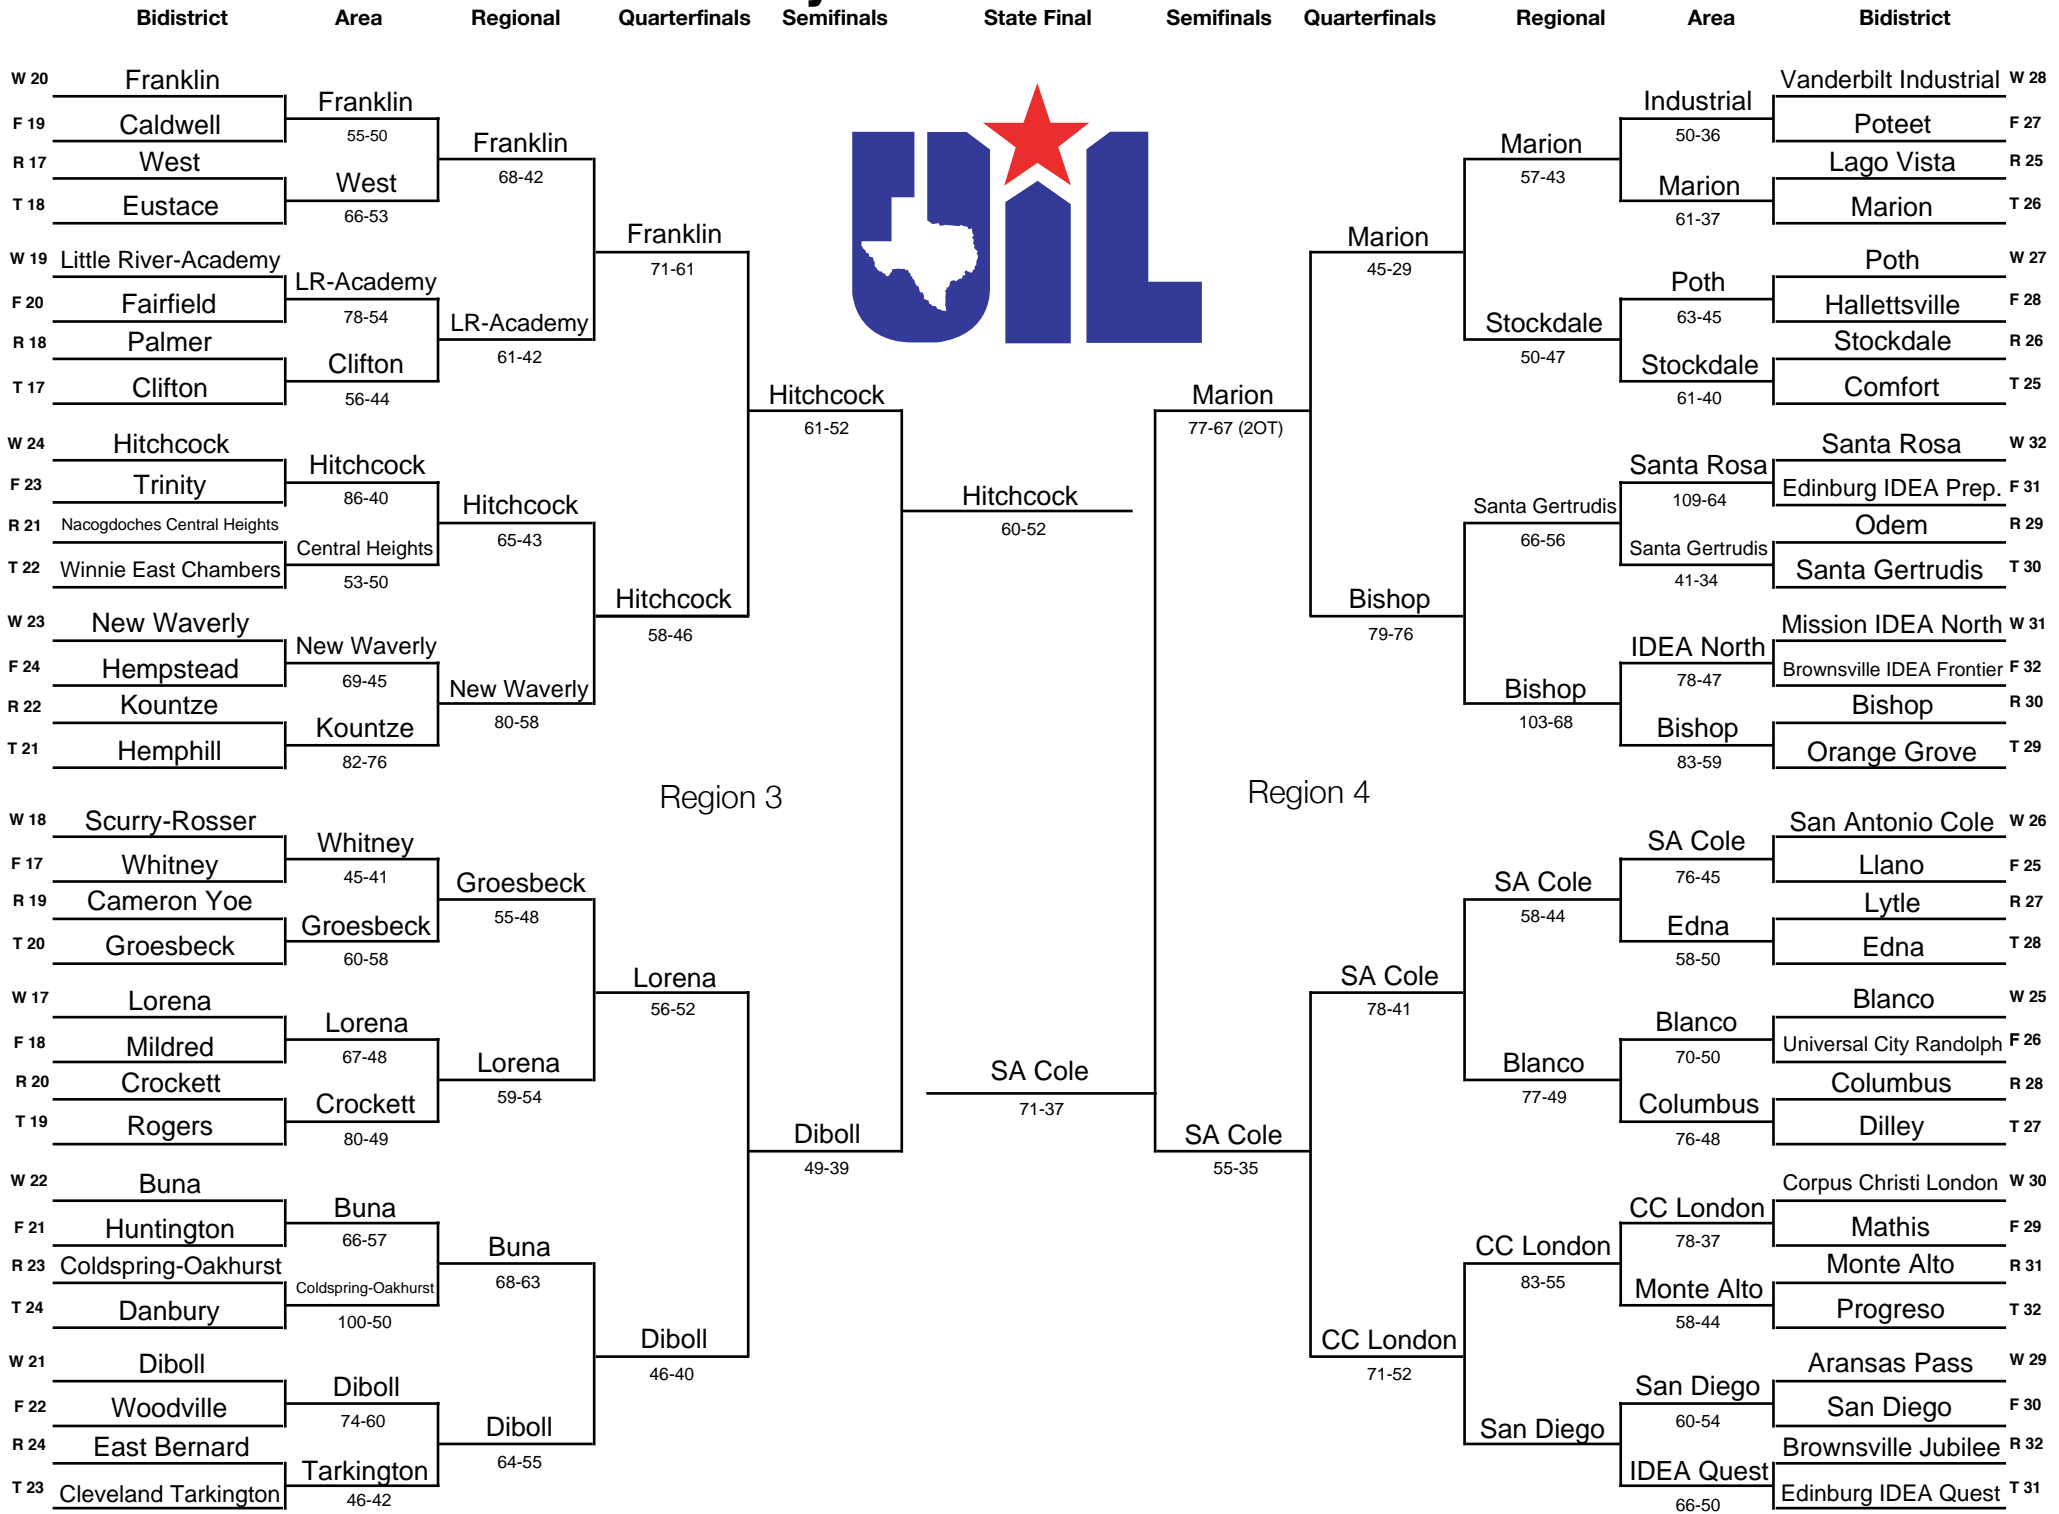 Bidistrict Area Regional Quarterfinals Semifinals State Final Semifinals Quarterfinals Regional Area Bidistrict
W 20 Franklin
F 19 Caldwell
Franklin
55-50
R 17 West
T 18 Eustace
West
66-53
Franklin
68-42
W 19 Little River-Academy
F 20 Fairfield
LR-Academy
78-54
R 18 Palmer
T 17 Clifton
Clifton
56-44
LR-Academy
61-42
Franklin
71-61
W 24 Hitchcock
F 23 Trinity
Hitchcock
86-40
R 21 Nacogdoches Central Heights
T 22 Winnie East Chambers
Central Heights
53-50
Hitchcock
65-43
W 23 New Waverly
F 24 Hempstead
New Waverly
69-45
R 22 Kountze
T 21 Hemphill
Kountze
82-76
New Waverly
80-58
Hitchcock
58-46
Hitchcock
61-52
Region 3
W 18 Scurry-Rosser
F 17 Whitney
Whitney
45-41
R 19 Cameron Yoe
T 20 Groesbeck
Groesbeck
60-58
Groesbeck
55-48
W 17 Lorena
F 18 Mildred
Lorena
67-48
R 20 Crockett
T 19 Rogers
Crockett
80-49
Lorena
59-54
Lorena
56-52
W 22 Buna
F 21 Huntington
Buna
66-57
R 23 Coldspring-Oakhurst
T 24 Danbury
Coldspring-Oakhurst
100-50
Buna
68-63
W 21 Diboll
F 22 Woodville
Diboll
74-60
R 24 East Bernard
T 23 Cleveland Tarkington
Tarkington
46-42
Diboll
64-55
Diboll
46-40
Diboll
49-39
Hitchcock
60-52
UIL
SA Cole
71-37
Marion
77-67 (2OT)
Marion
45-29
Marion
57-43
Industrial
50-36
Vanderbilt Industrial W 28
Poteet F 27
Marion
61-37
Lago Vista R 25
Marion T 26
Stockdale
50-47
Poth
63-45
Poth W 27
Hallettsville F 28
Stockdale
61-40
Stockdale R 26
Comfort T 25
Bishop
79-76
Santa Gertrudis
66-56
Santa Rosa
109-64
Santa Rosa W 32
Edinburg IDEA Prep. F 31
Santa Gertrudis
41-34
Odem R 29
Santa Gertrudis T 30
Bishop
103-68
IDEA North
78-47
Mission IDEA North W 31
Brownsville IDEA Frontier F 32
Bishop
83-59
Bishop R 30
Orange Grove T 29
Region 4
SA Cole
55-35
SA Cole
78-41
SA Cole
58-44
SA Cole
76-45
San Antonio Cole W 26
Llano F 25
Edna
58-50
Lytle R 27
Edna T 28
Blanco
77-49
Blanco
70-50
Blanco W 25
Universal City Randolph F 26
Columbus
76-48
Columbus R 28
Dilley T 27
CC London
71-52
CC London
83-55
CC London
78-37
Corpus Christi London W 30
Mathis F 29
Monte Alto
58-44
Monte Alto R 31
Progreso T 32
San Diego
San Diego
60-54
Aransas Pass W 29
San Diego F 30
IDEA Quest
66-50
Brownsville Jubilee R 32
Edinburg IDEA Quest T 31